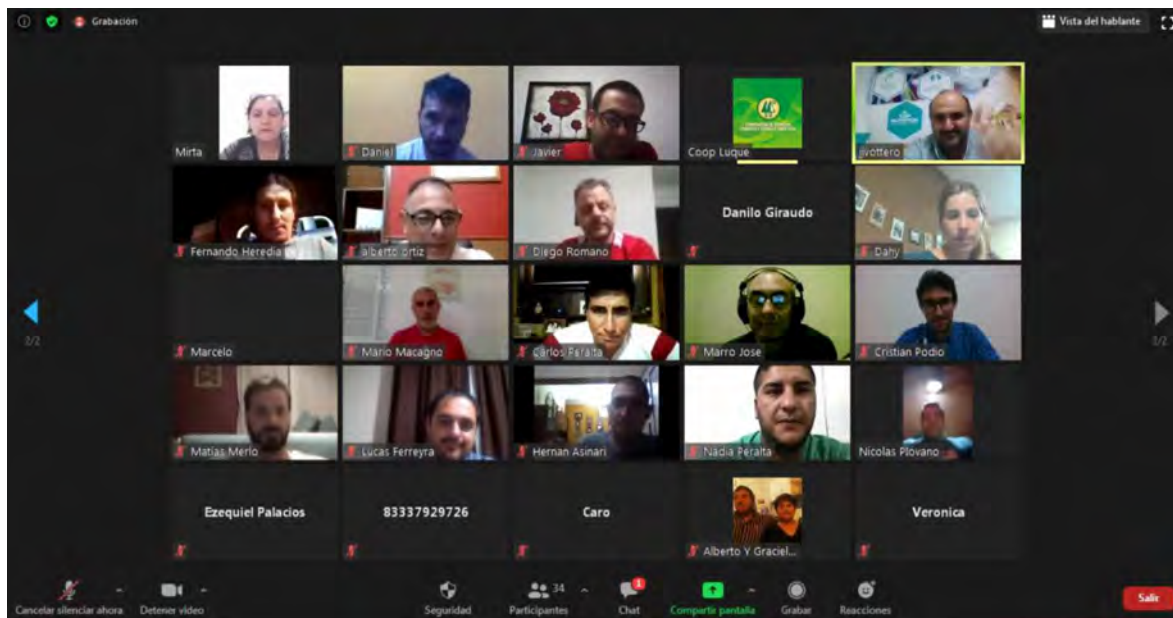 Grabación
Vista del hablante
Mirta
Daniel
Javier
Coop Luque
jivottero
Fernando Heredia
alberto ortiz
Diego Romano
Danilo Giraudo
Dahy
2/2
2/2
Marcelo
Mario Macagno
Carlos Peralta
Marro Jose
Cristian Podio
Matías Merlo
Lucas Ferreyra
Hernan Asinari
Nadia Peralta
Nicolas Plovano
Ezequiel Palacios
83337929726
Caro
Alberto Y Graciel...
Veronica
Cancelar silenciar ahora
Detener video
Seguridad
34
Participantes
1
Chat
Compartir pantalla
Grabar
Reacciones
Salir